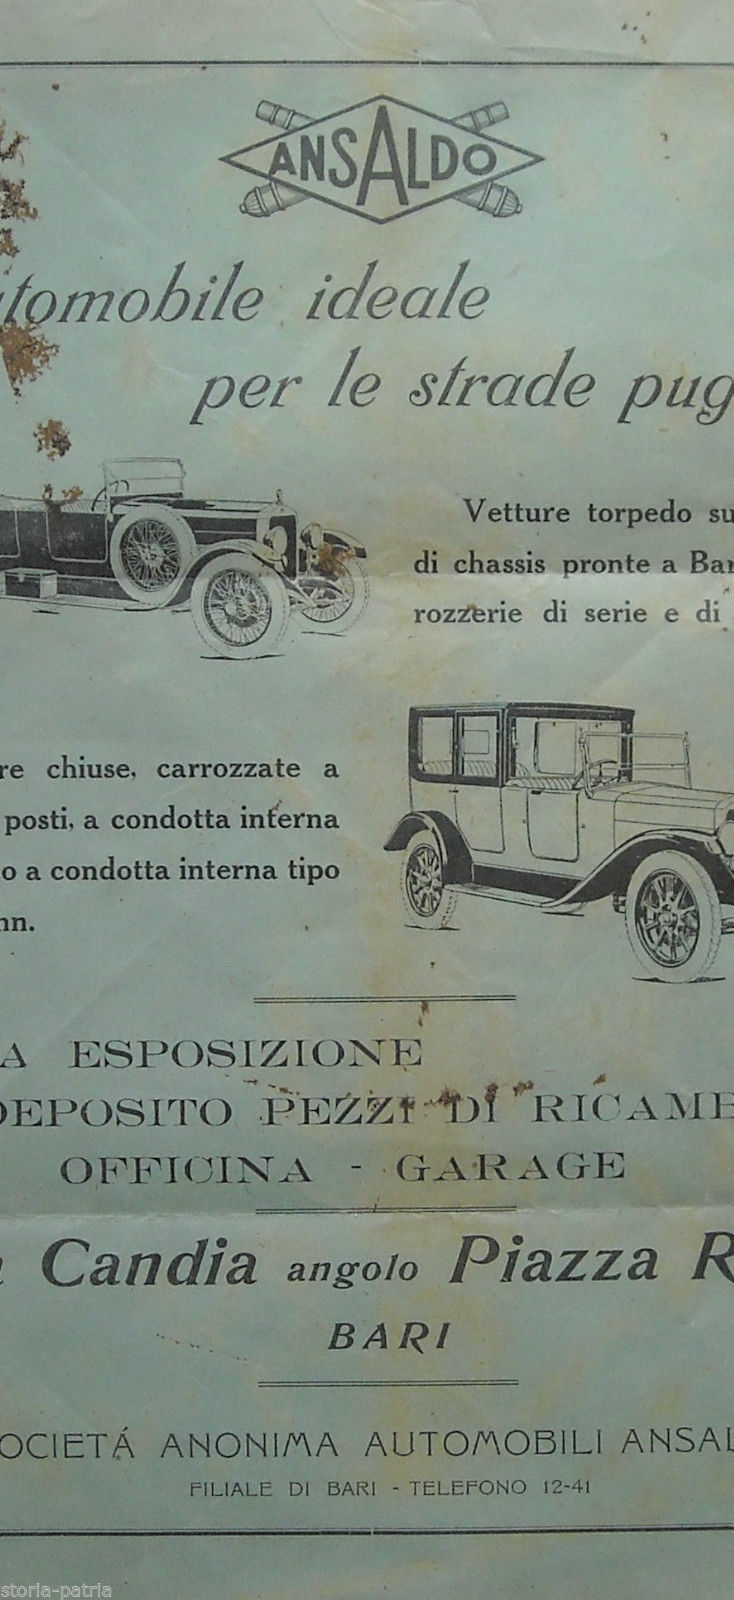 ANSALDO
utomobile ideale
per le strade pug
Vetture torpedo su
di chassis pronte a Bar
rozzerie di serie e di
re chiuse, carrozzate a
posti, a condotta interna
o a condotta interna tipo
nn.
A ESPOSIZIONE
DEPOSITO PEZZI DI RICAMB
OFFICINA - GARAGE
a Candia angolo Piazza R
BARI
OCIETÁ ANONIMA AUTOMOBILI ANSAL
FILIALE DI BARI - TELEFONO 12-41
storia-patria